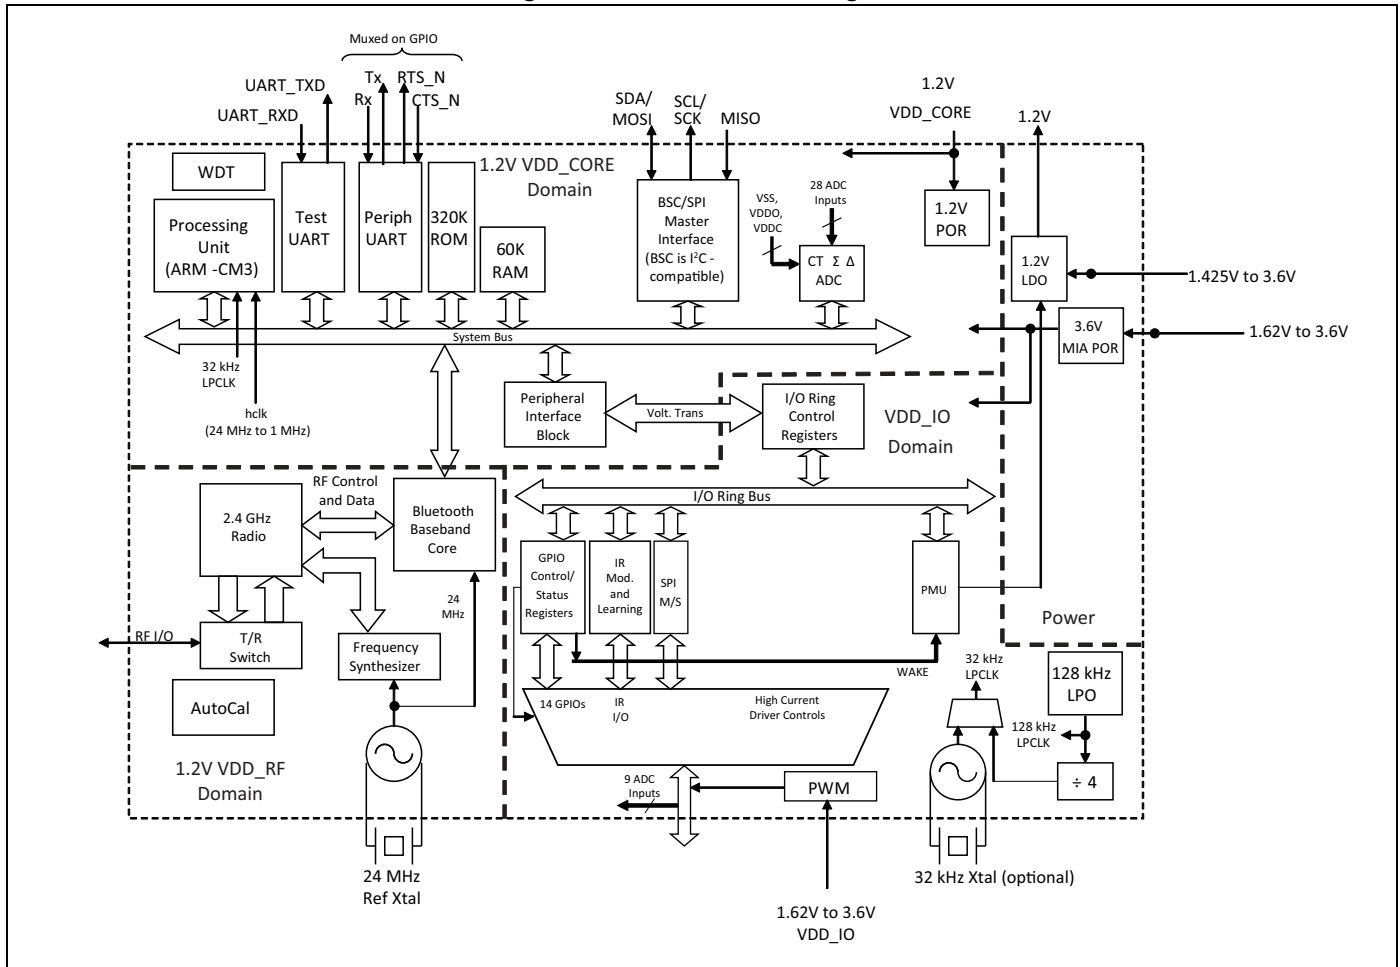 Muxed on GPIO
UART_TXD
UART_RXD
Tx
RTS_N
Rx
CTS_N
SDA/
MOSI
SCL/
SCK
MISO
1.2V
VDD_CORE
1.2V
WDT
1.2V VDD_CORE
Domain
Processing
Unit
(ARM -CM3)
Test
UART
Periph
UART
320K
ROM
60K
RAM
BSC/SPI
Master
Interface
(BSC is I²C -
compatible)
VSS,
VDDO,
VDDC
28 ADC
Inputs
CT Σ Δ
ADC
1.2V
POR
1.2V
LDO
1.425V to 3.6V
3.6V
MIA POR
1.62V to 3.6V
System Bus
32 kHz
LPCLK
hclk
(24 MHz to 1 MHz)
Peripheral
Interface
Block
Volt. Trans
I/O Ring
Control
Registers
VDD_IO
Domain
RF Control
and Data
2.4 GHz
Radio
Bluetooth
Baseband
Core
I/O Ring Bus
GPIO
Control/
Status
Registers
IR
Mod.
and
Learning
SPI
M/S
PMU
24
MHz
Power
RF I/O
T/R
Switch
Frequency
Synthesizer
WAKE
32 kHz
LPCLK
128 kHz
LPO
AutoCal
14 GPIOs
IR
I/O
High Current
Driver Controls
128 kHz
LPCLK
1.2V VDD_RF
Domain
9 ADC
Inputs
PWM
÷ 4
24 MHz
Ref Xtal
32 kHz Xtal (optional)
1.62V to 3.6V
VDD_IO